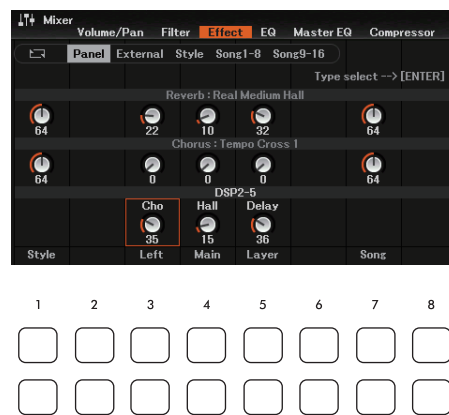 Mixer
Volume/Pan Filter Effect EQ Master EQ Compressor
Panel External Style Song1-8 Song9-16
Type select --> [ENTER]
Reverb : Real Medium Hall
64 22 10 32 64
Chorus : Tempo Cross 1
64 0 0 0 64
DSP2-5
Cho Hall Delay
35 15 36
Style Left Main Layer Song
1 2 3 4 5 6 7 8